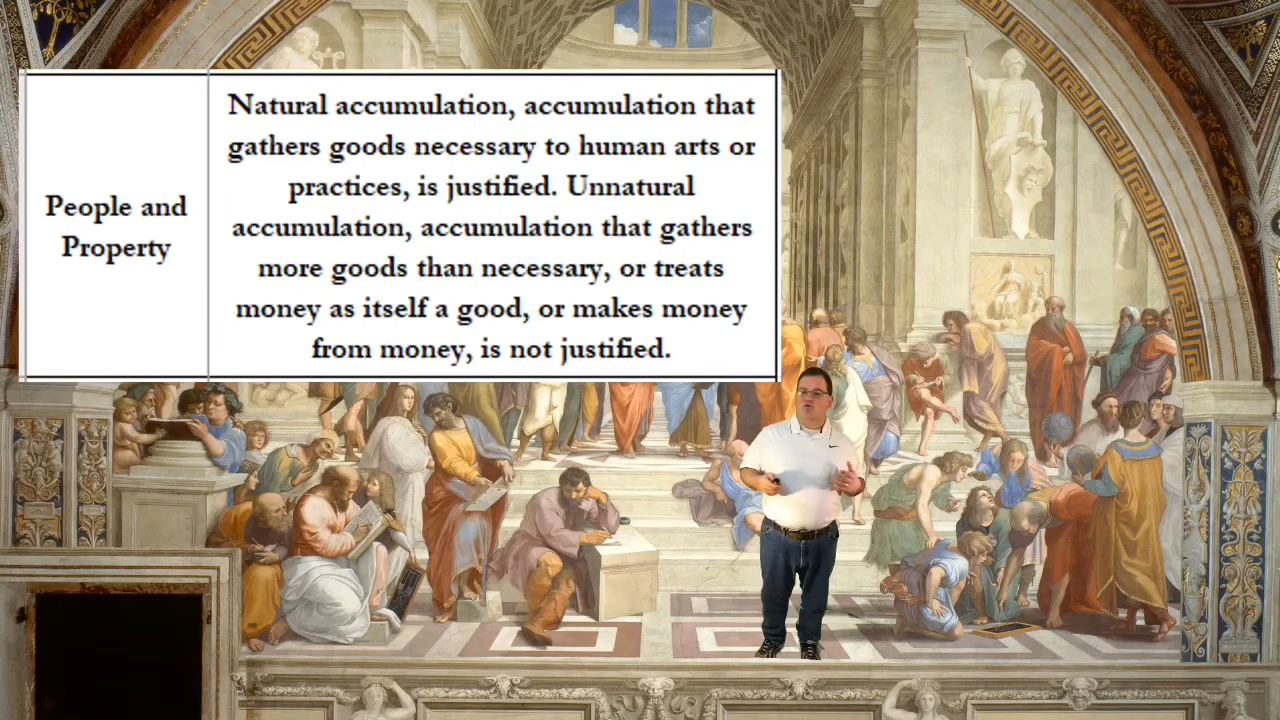 People and
Property
Natural accumulation, accumulation that
gathers goods necessary to human arts or
practices, is justified. Unnatural
accumulation, accumulation that gathers
more goods than necessary, or treats
money as itself a good, or makes money
from money, is not justified.